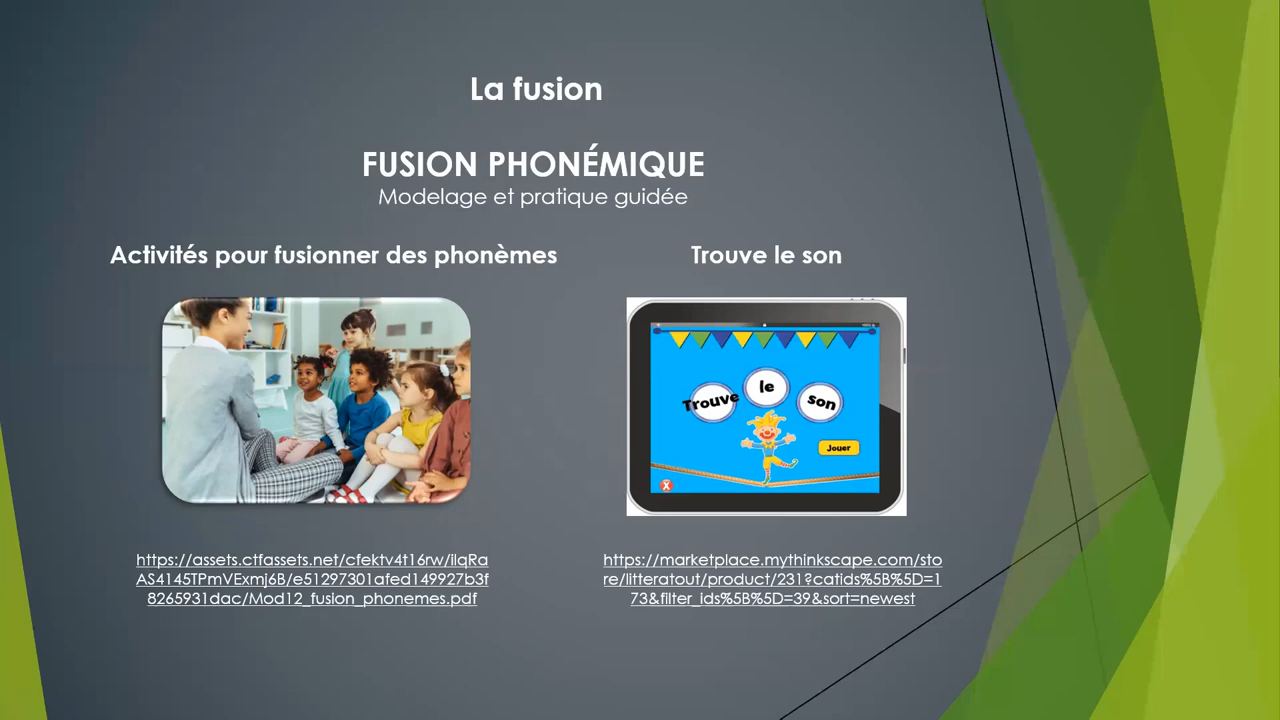 La fusion
FUSION PHONÉMIQUE
Modelage et pratique guidée
Activités pour fusionner des phonèmes
Trouve le son
Trouve
le
son
Jouer
X
https://assets.ctfassets.net/cfektv4t16rw/ilqRa
AS4145TPmVExmj6B/e51297301afed149927b3f
8265931dac/Mod12_fusion_phonemes.pdf
https://marketplace.mythinkscape.com/sto
re/litteratout/product/231?catids%5B%5D=1
73&filter_ids%5B%5D=39&sort=newest